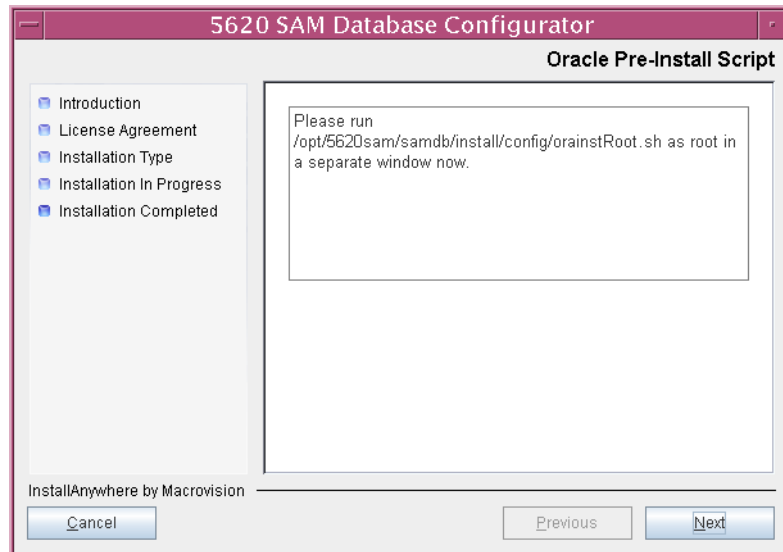 5620 SAM Database Configurator
Oracle Pre-Install Script
Introduction
License Agreement
Installation Type
Installation In Progress
Installation Completed
Please run
/opt/5620sam/samdb/install/config/orainstRoot.sh as root in
a separate window now.
InstallAnywhere by Macrovision
Cancel
Previous
Next